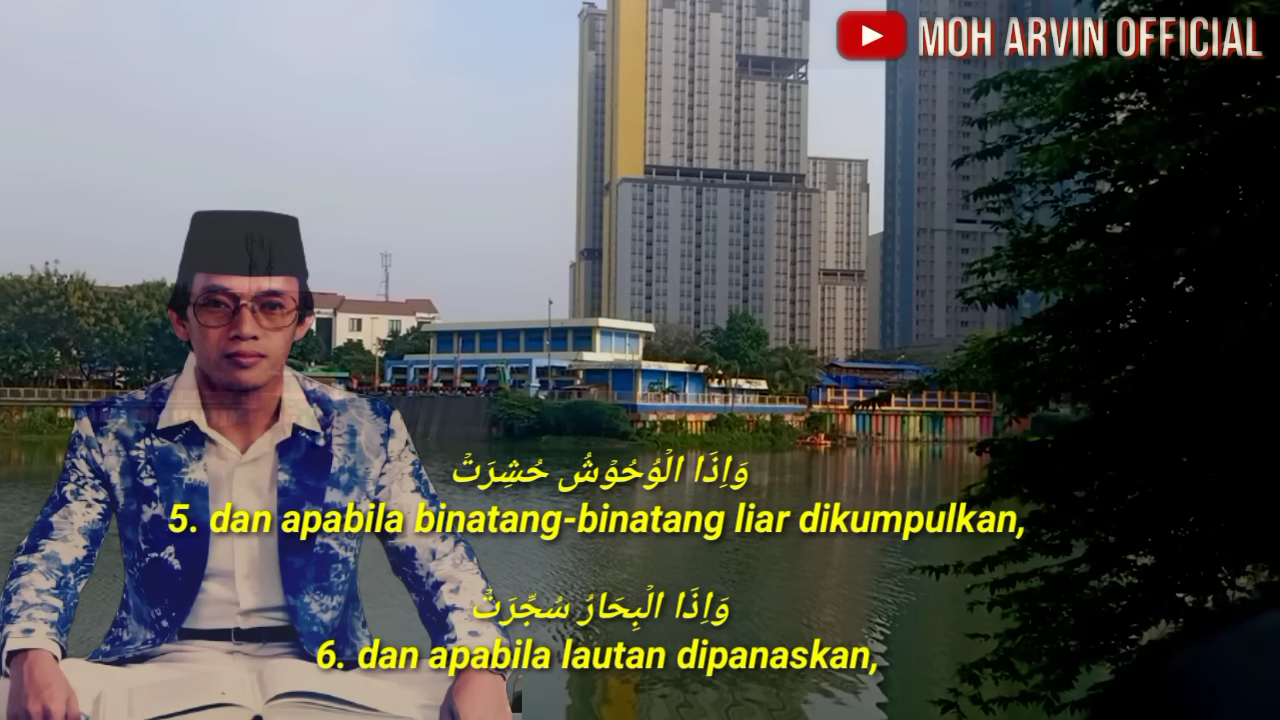 MOH ARVIN OFFICIAL
وَاِذَا الْوُحُوْشُ حُشِرَتْ
5. dan apabila binatang-binatang liar dikumpulkan,
وَاِذَا الْبِحَارُ سُجِّرَتْ
6. dan apabila lautan dipanaskan,